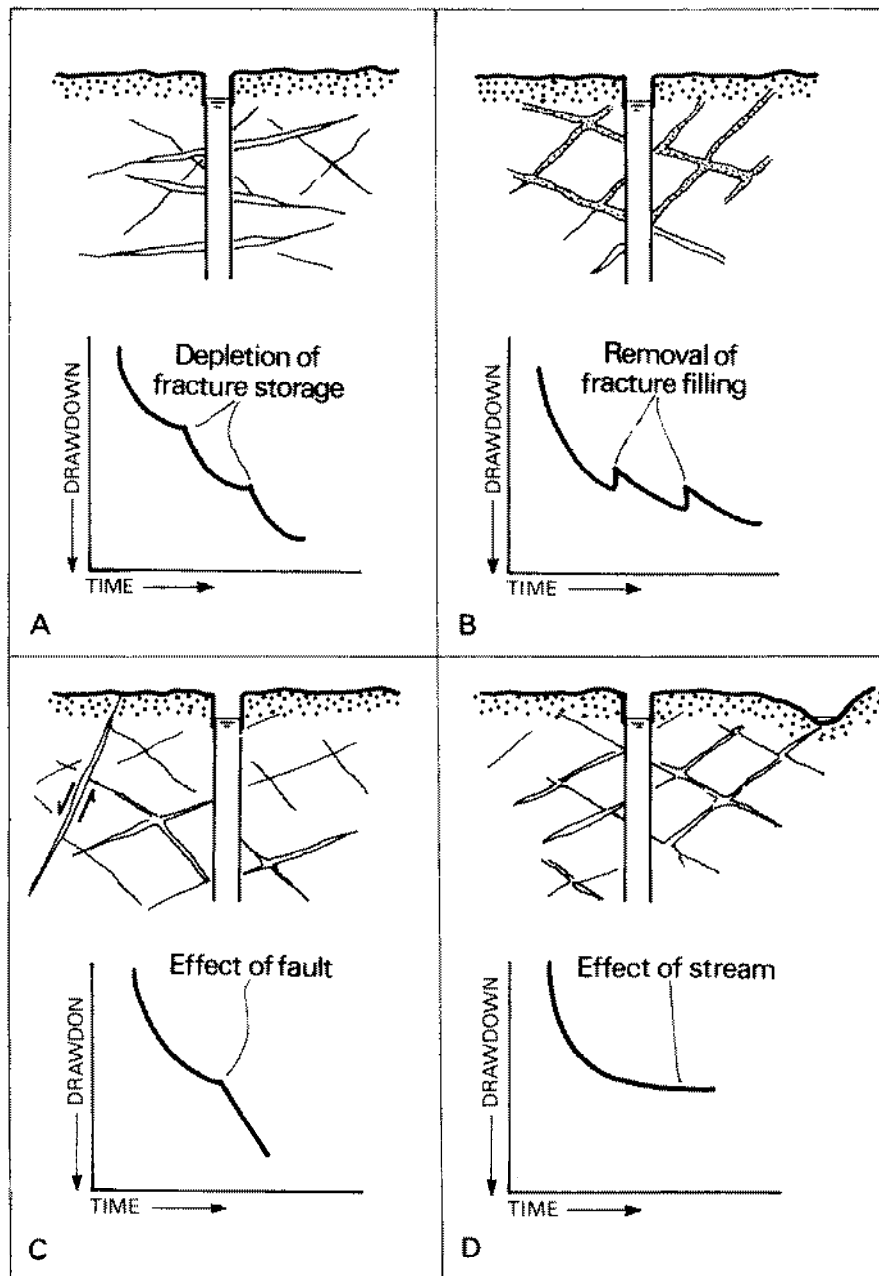 Depletion of
fracture storage
DRAWDOWN
TIME
A
Removal of
fracture filling
DRAWDOWN
TIME
B
Effect of fault
DRAWDON
TIME
C
Effect of stream
DRAWDOWN
TIME
D